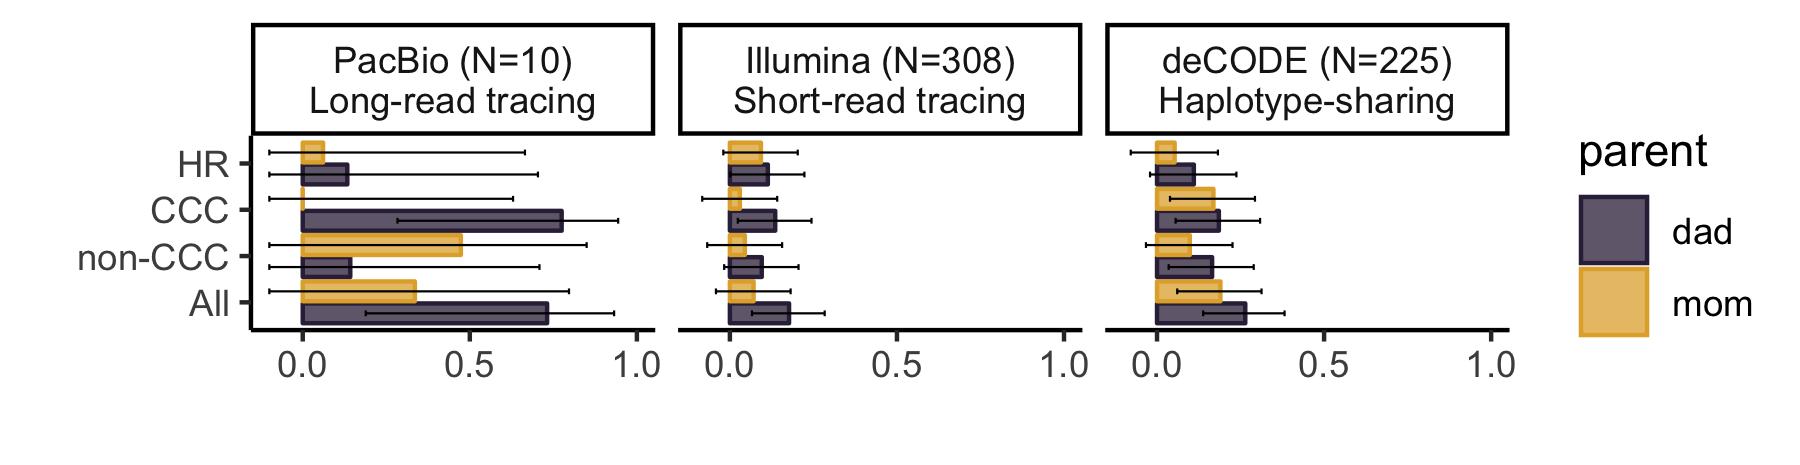 PacBio (N=10)
Long-read tracing
Illumina (N=308)
Short-read tracing
deCODE (N=225)
Haplotype-sharing
HR
CCC
non-CCC
All
0.0 0.5 1.0
0.0 0.5 1.0
0.0 0.5 1.0
parent
dad
mom